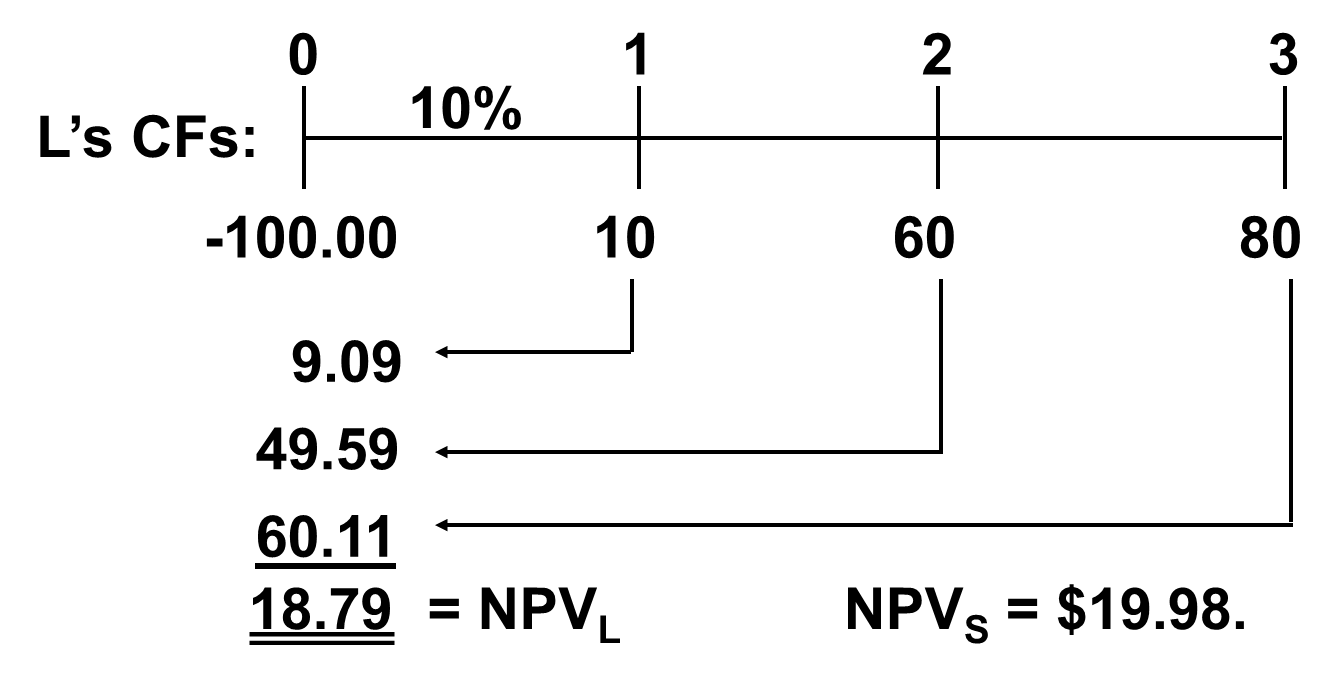 0 1 2 3
10%
L’s CFs:
-100.00 10 60 80
9.09
49.59
60.11
18.79 = NPVL NPVS = $19.98.